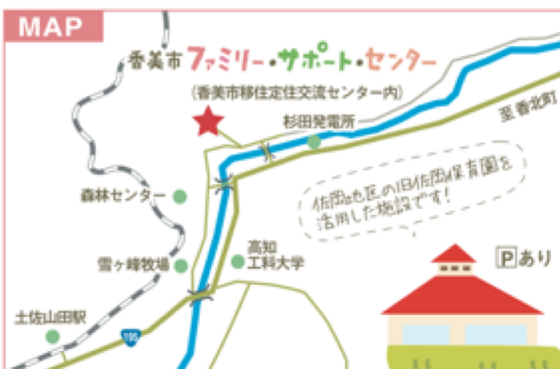 MAP
香美市 ファミリー・サポート・センター
(香美市移住定住交流センター内)
杉田発電所
至香北町
佐岡地区の旧佐岡保育園を
活用した施設です!
森林センター
雪ヶ峰牧場
高知
工科大学
Pあり
土佐山田駅
195